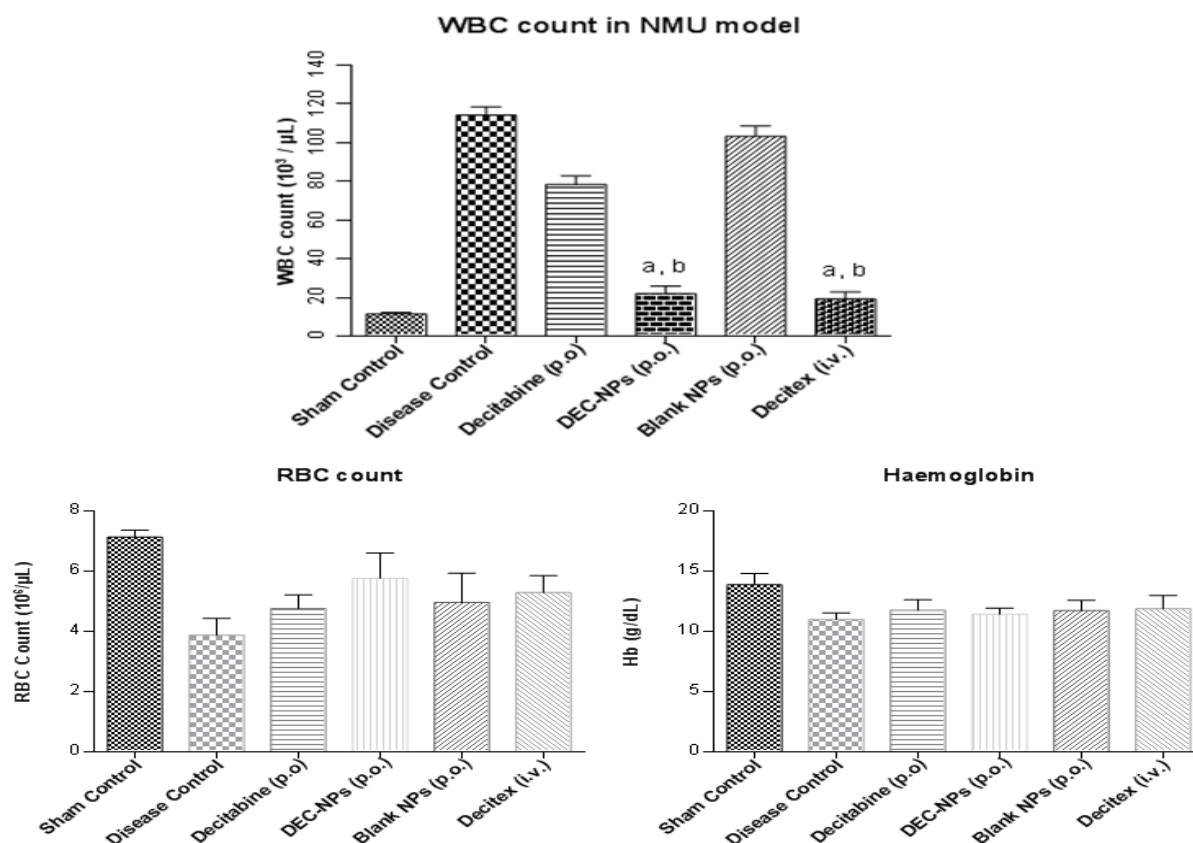 WBC count in NMU model
WBC count (10³ / µL)
140
120
100
80
60
40
20
0
a, b
a, b
Sham Control
Disease Control
Decitabine (p.o)
DEC-NPs (p.o.)
Blank NPs (p.o.)
Decitex (i.v.)
RBC count
RBC Count (10⁶/µL)
8
6
4
2
0
Sham Control
Disease Control
Decitabine (p.o)
DEC-NPs (p.o.)
Blank NPs (p.o.)
Decitex (i.v.)
Haemoglobin
Hb (g/dL)
20
15
10
5
0
Sham Control
Disease Control
Decitabine (p.o)
DEC-NPs (p.o.)
Blank NPs (p.o.)
Decitex (i.v.)